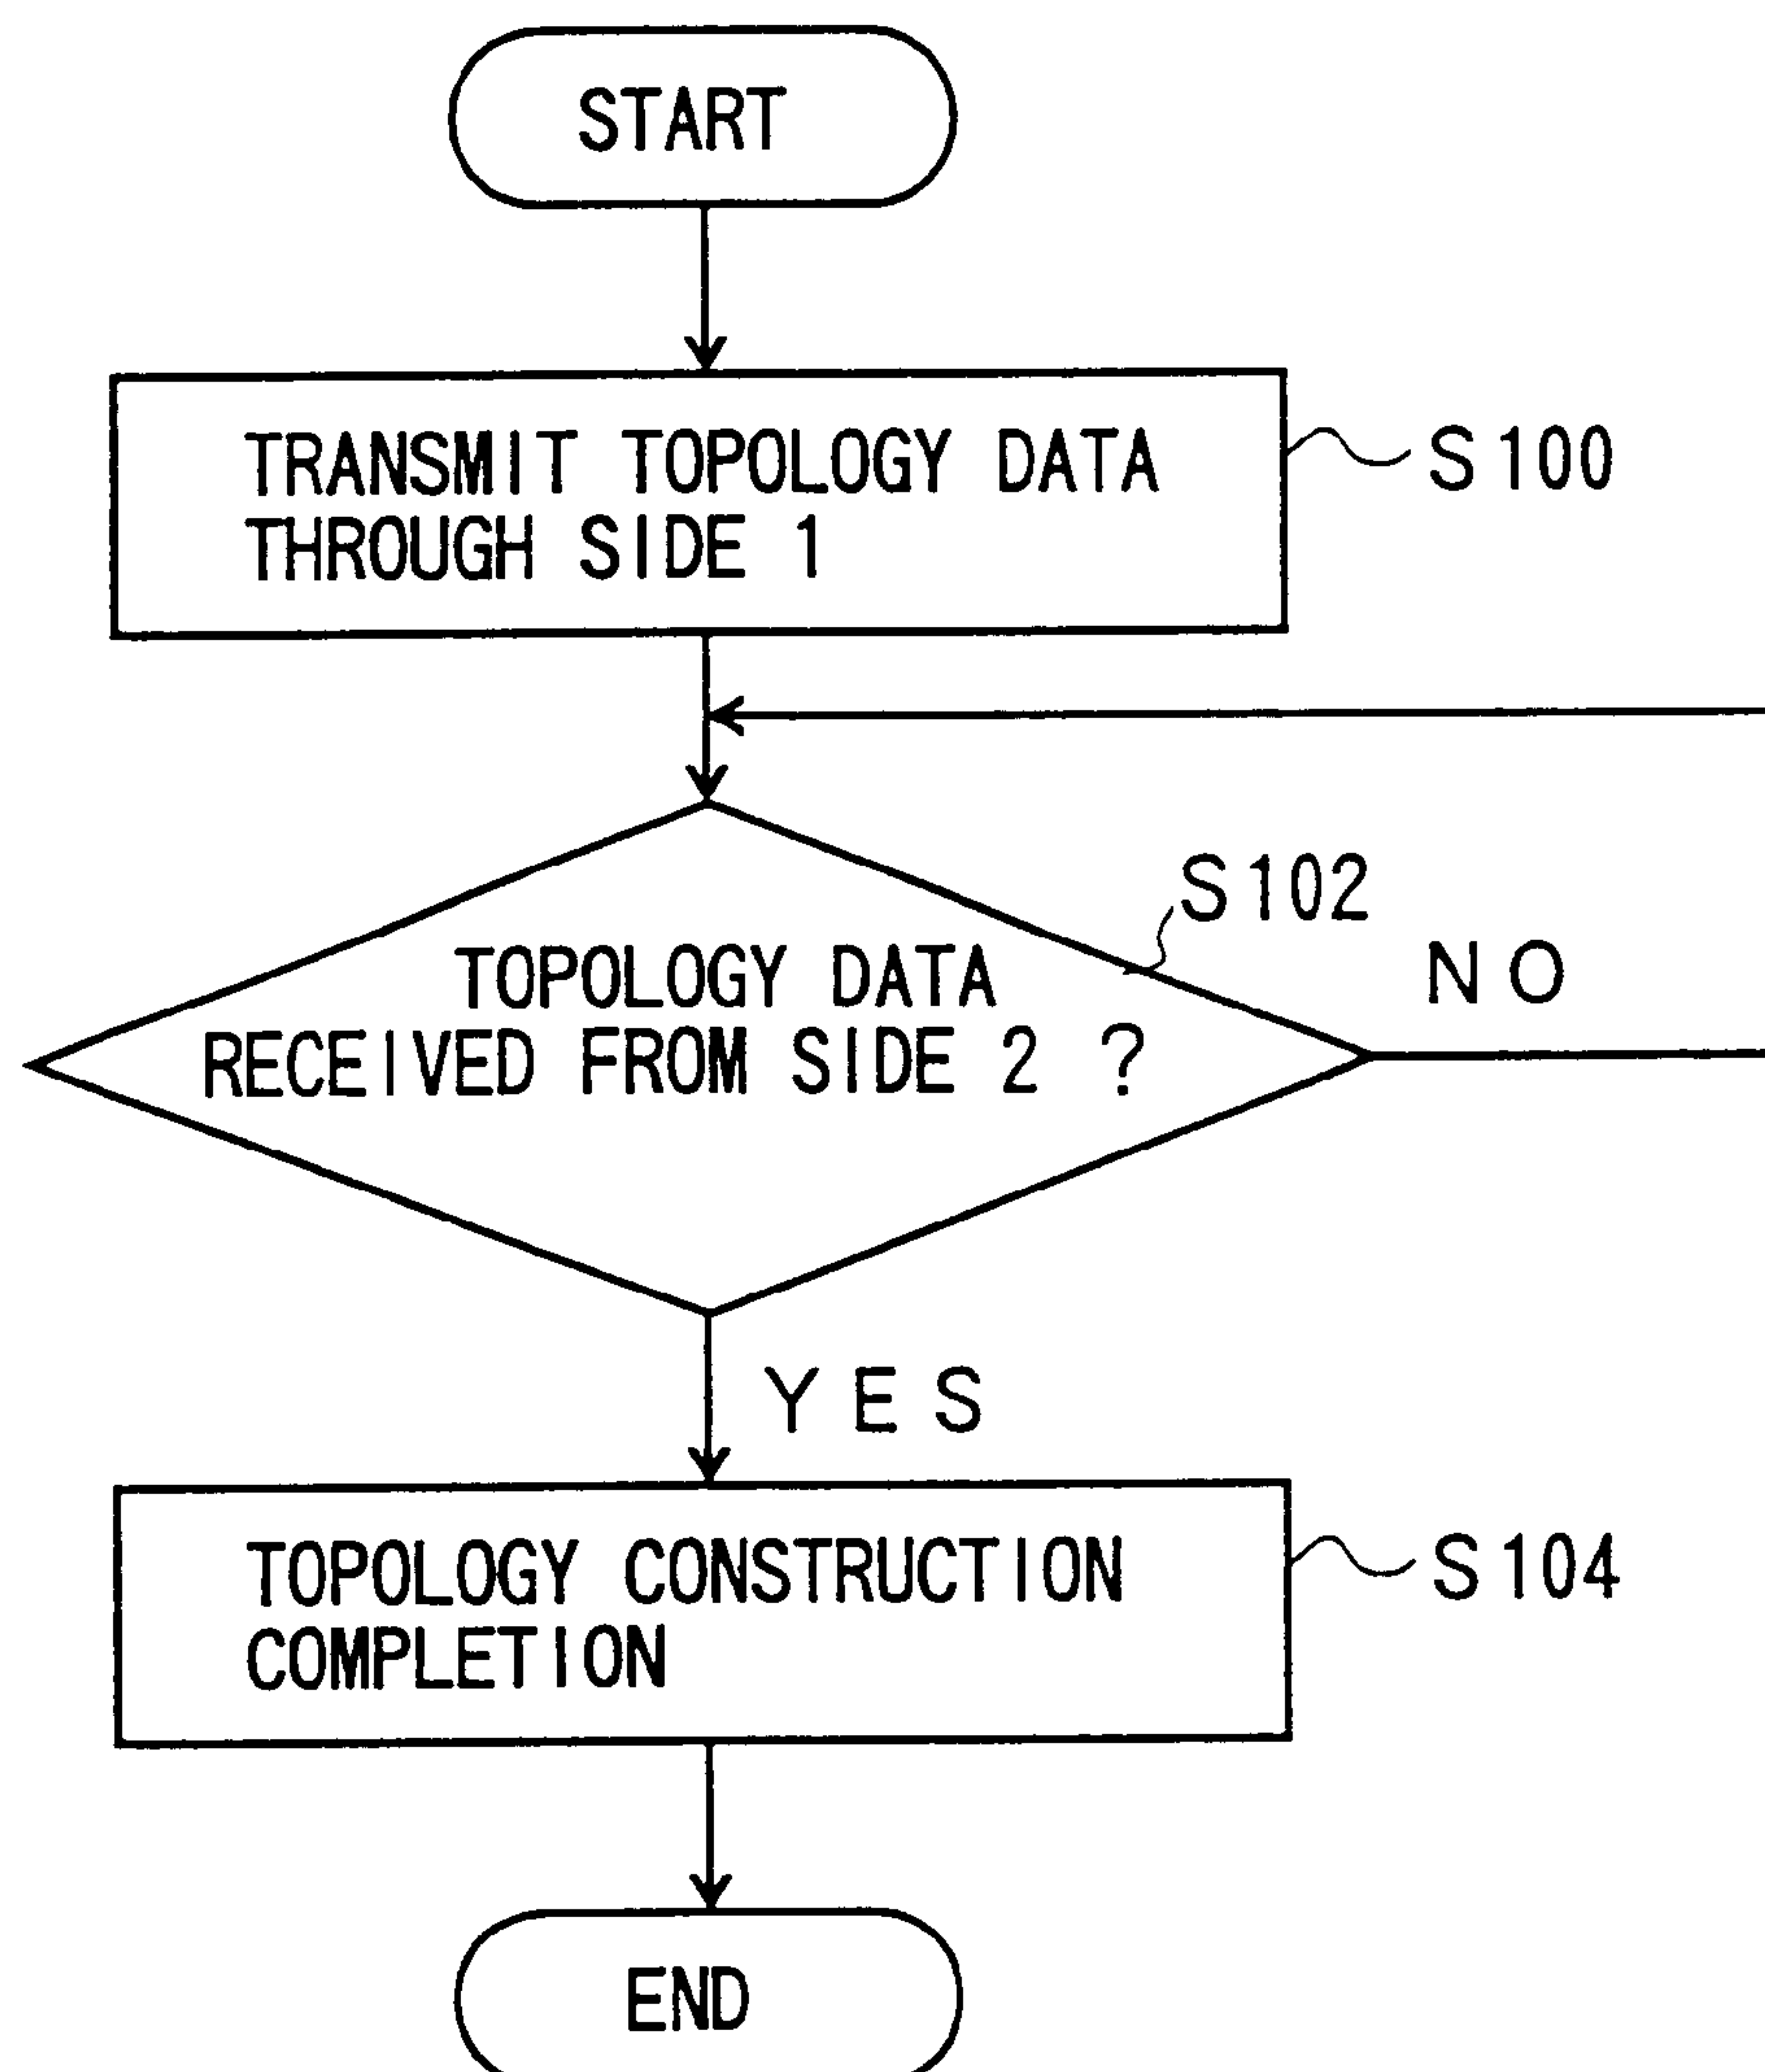 START
TRANSMIT TOPOLOGY DATA
THROUGH SIDE 1
S100
S102
NO
TOPOLOGY DATA
RECEIVED FROM SIDE 2 ?
YES
TOPOLOGY CONSTRUCTION
COMPLETION
S104
END